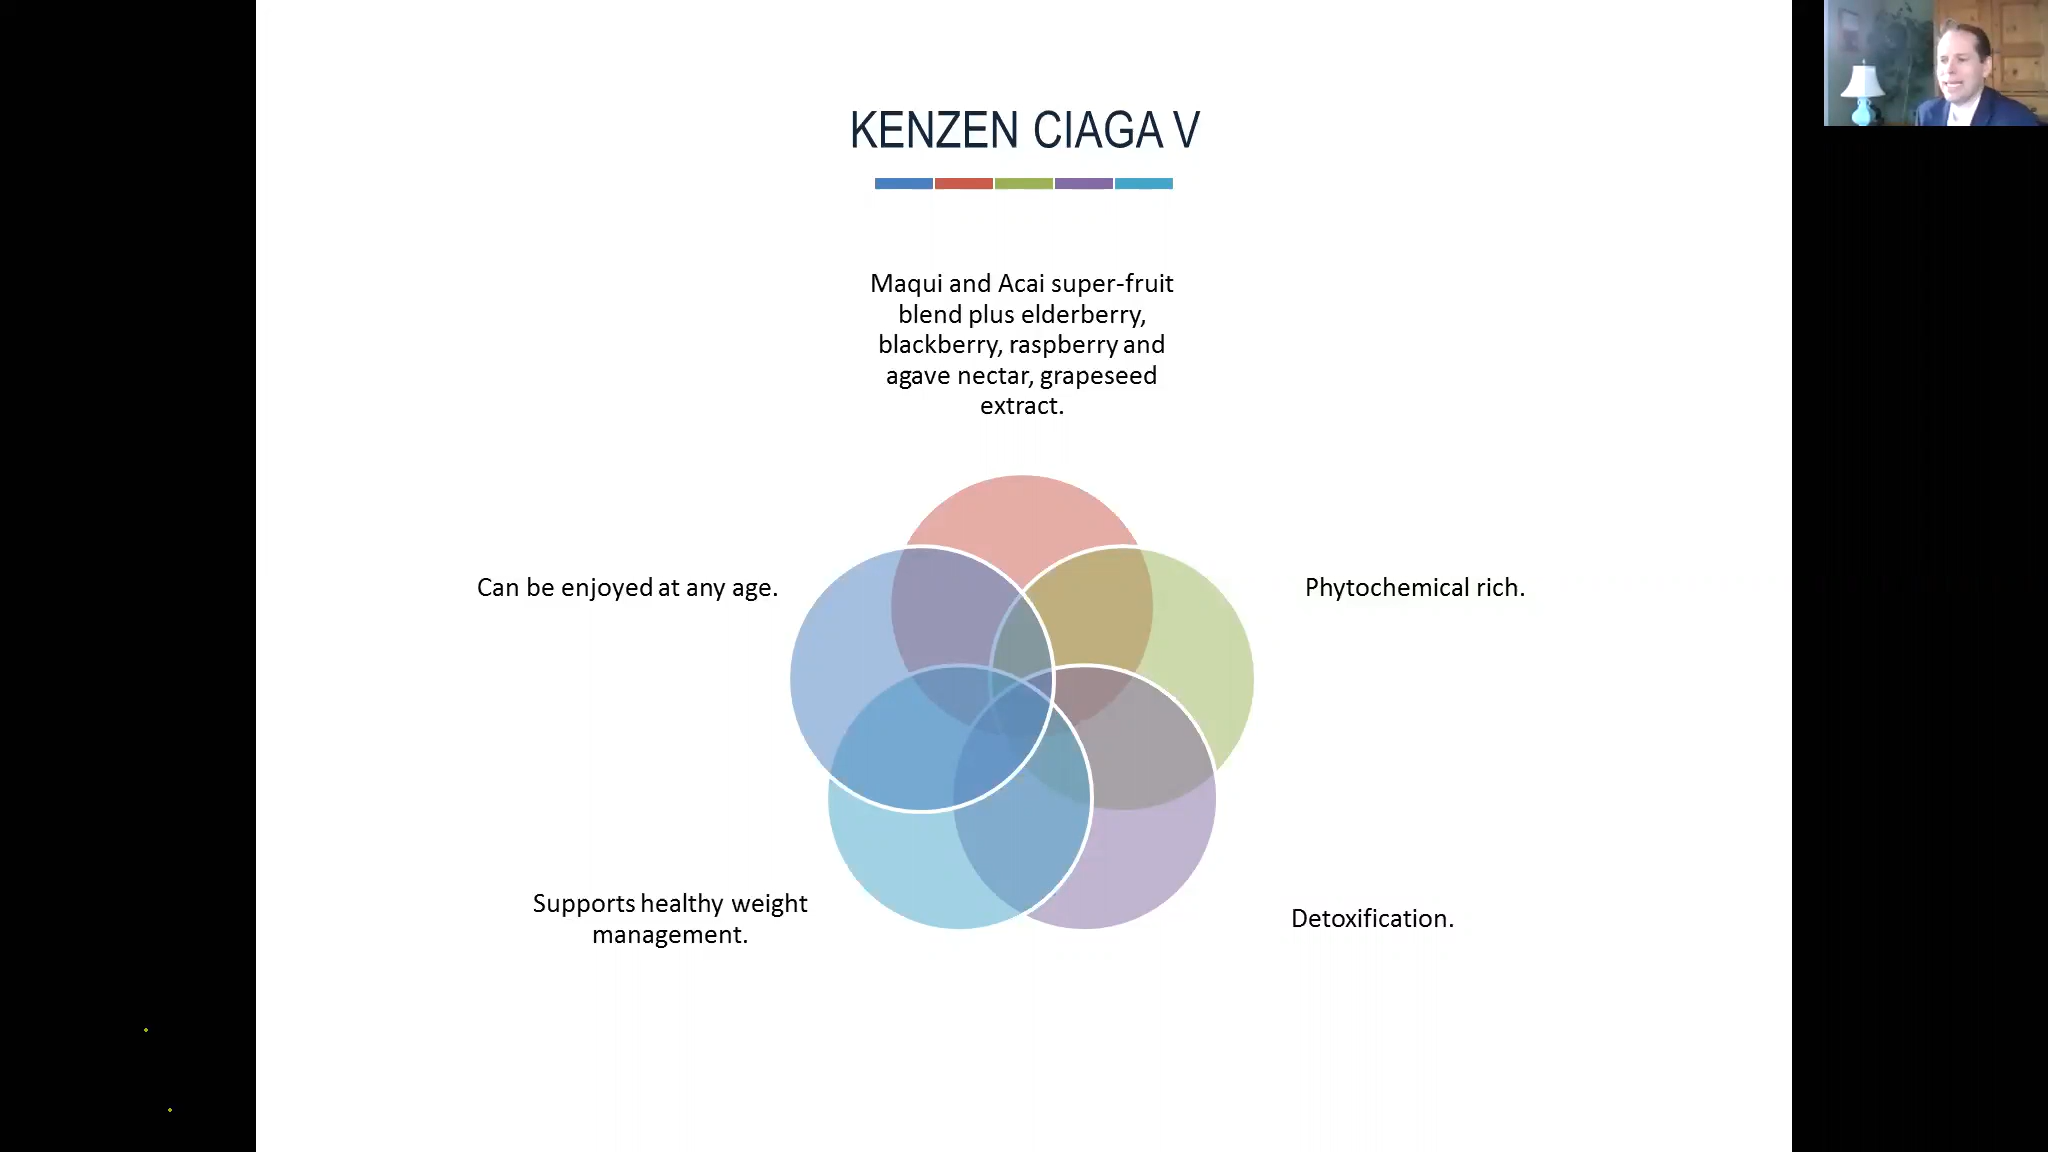 KENZEN CIAGA V
Maqui and Acai super-fruit
blend plus elderberry,
blackberry, raspberry and
agave nectar, grapeseed
extract.
Can be enjoyed at any age.
Phytochemical rich.
Supports healthy weight
management.
Detoxification.